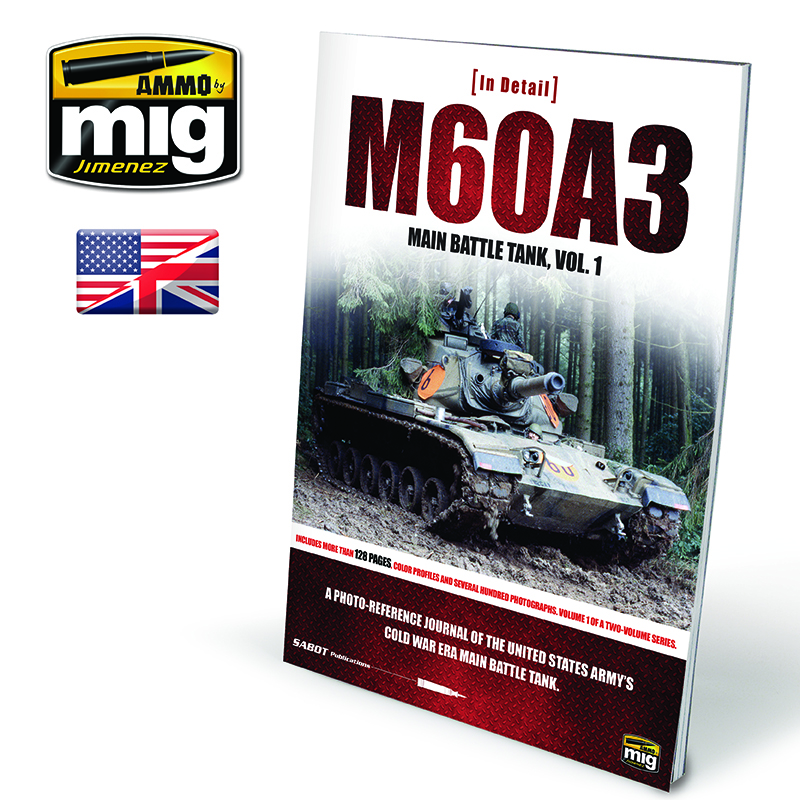 AMMO by
mig
Jimenez
[In Detail]
M60A3
MAIN BATTLE TANK, VOL. 1
6
INCLUDES MORE THAN 128 PAGES, COLOR PROFILES AND SEVERAL HUNDRED PHOTOGRAPHS. VOLUME 1 OF A TWO-VOLUME SERIES.
A PHOTO-REFERENCE JOURNAL OF THE UNITED STATES ARMY'S
COLD WAR ERA MAIN BATTLE TANK.
SABOT Publications
AMMO
mig